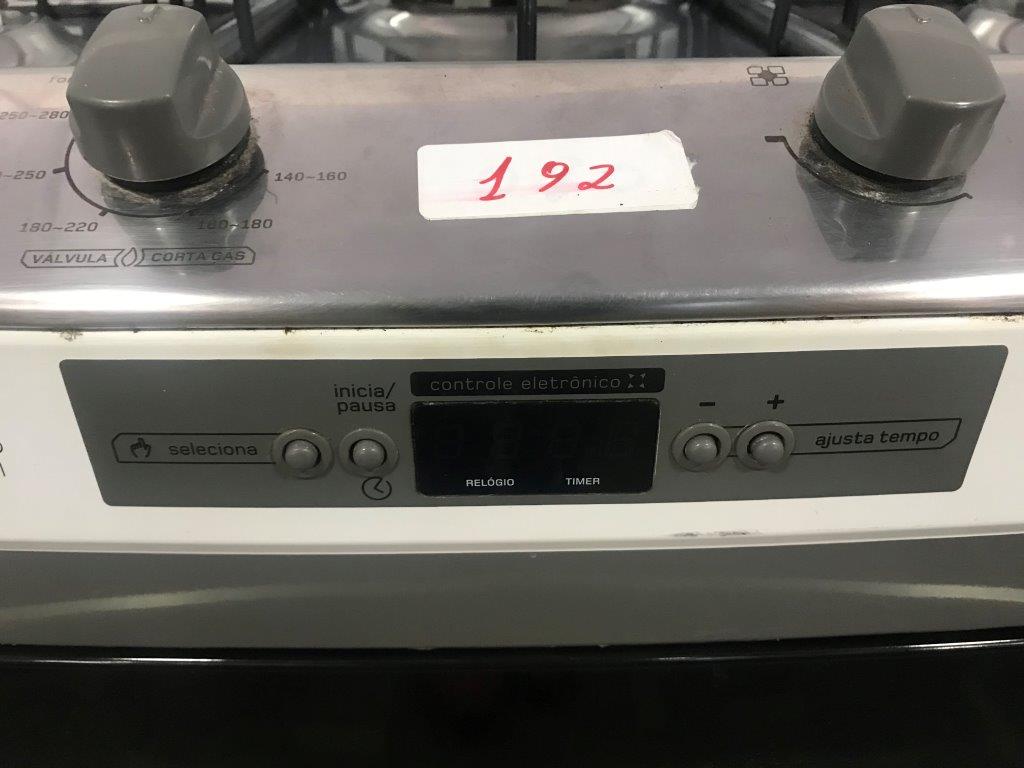 192
250~280
140~160
180~220
160~180
VÁLVULA CORTA GÁS
controle eletrônico
inicia/
pausa
- +
seleciona
ajusta tempo
RELÓGIO TIMER